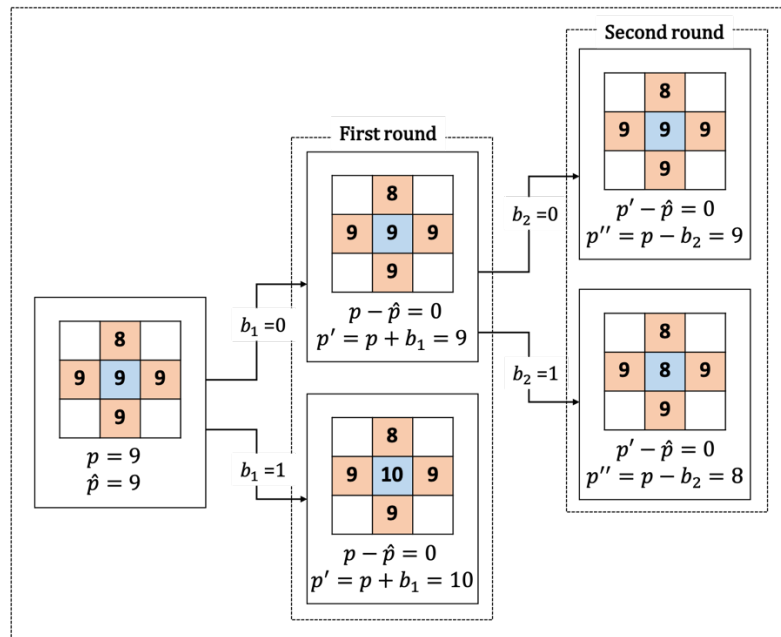 Second round
8
9 9 9
9
p′ − p̂ = 0
p′′ = p − b₂ = 9
First round
8
9 9 9
9
p − p̂ = 0
p′ = p + b₁ = 9
b₂ =0
b₂ =1
8
9 8 9
9
p′ − p̂ = 0
p′′ = p − b₂ = 8
8
9 9 9
9
p = 9
p̂ = 9
b₁ =0
b₁ =1
8
9 10 9
9
p − p̂ = 0
p′ = p + b₁ = 10